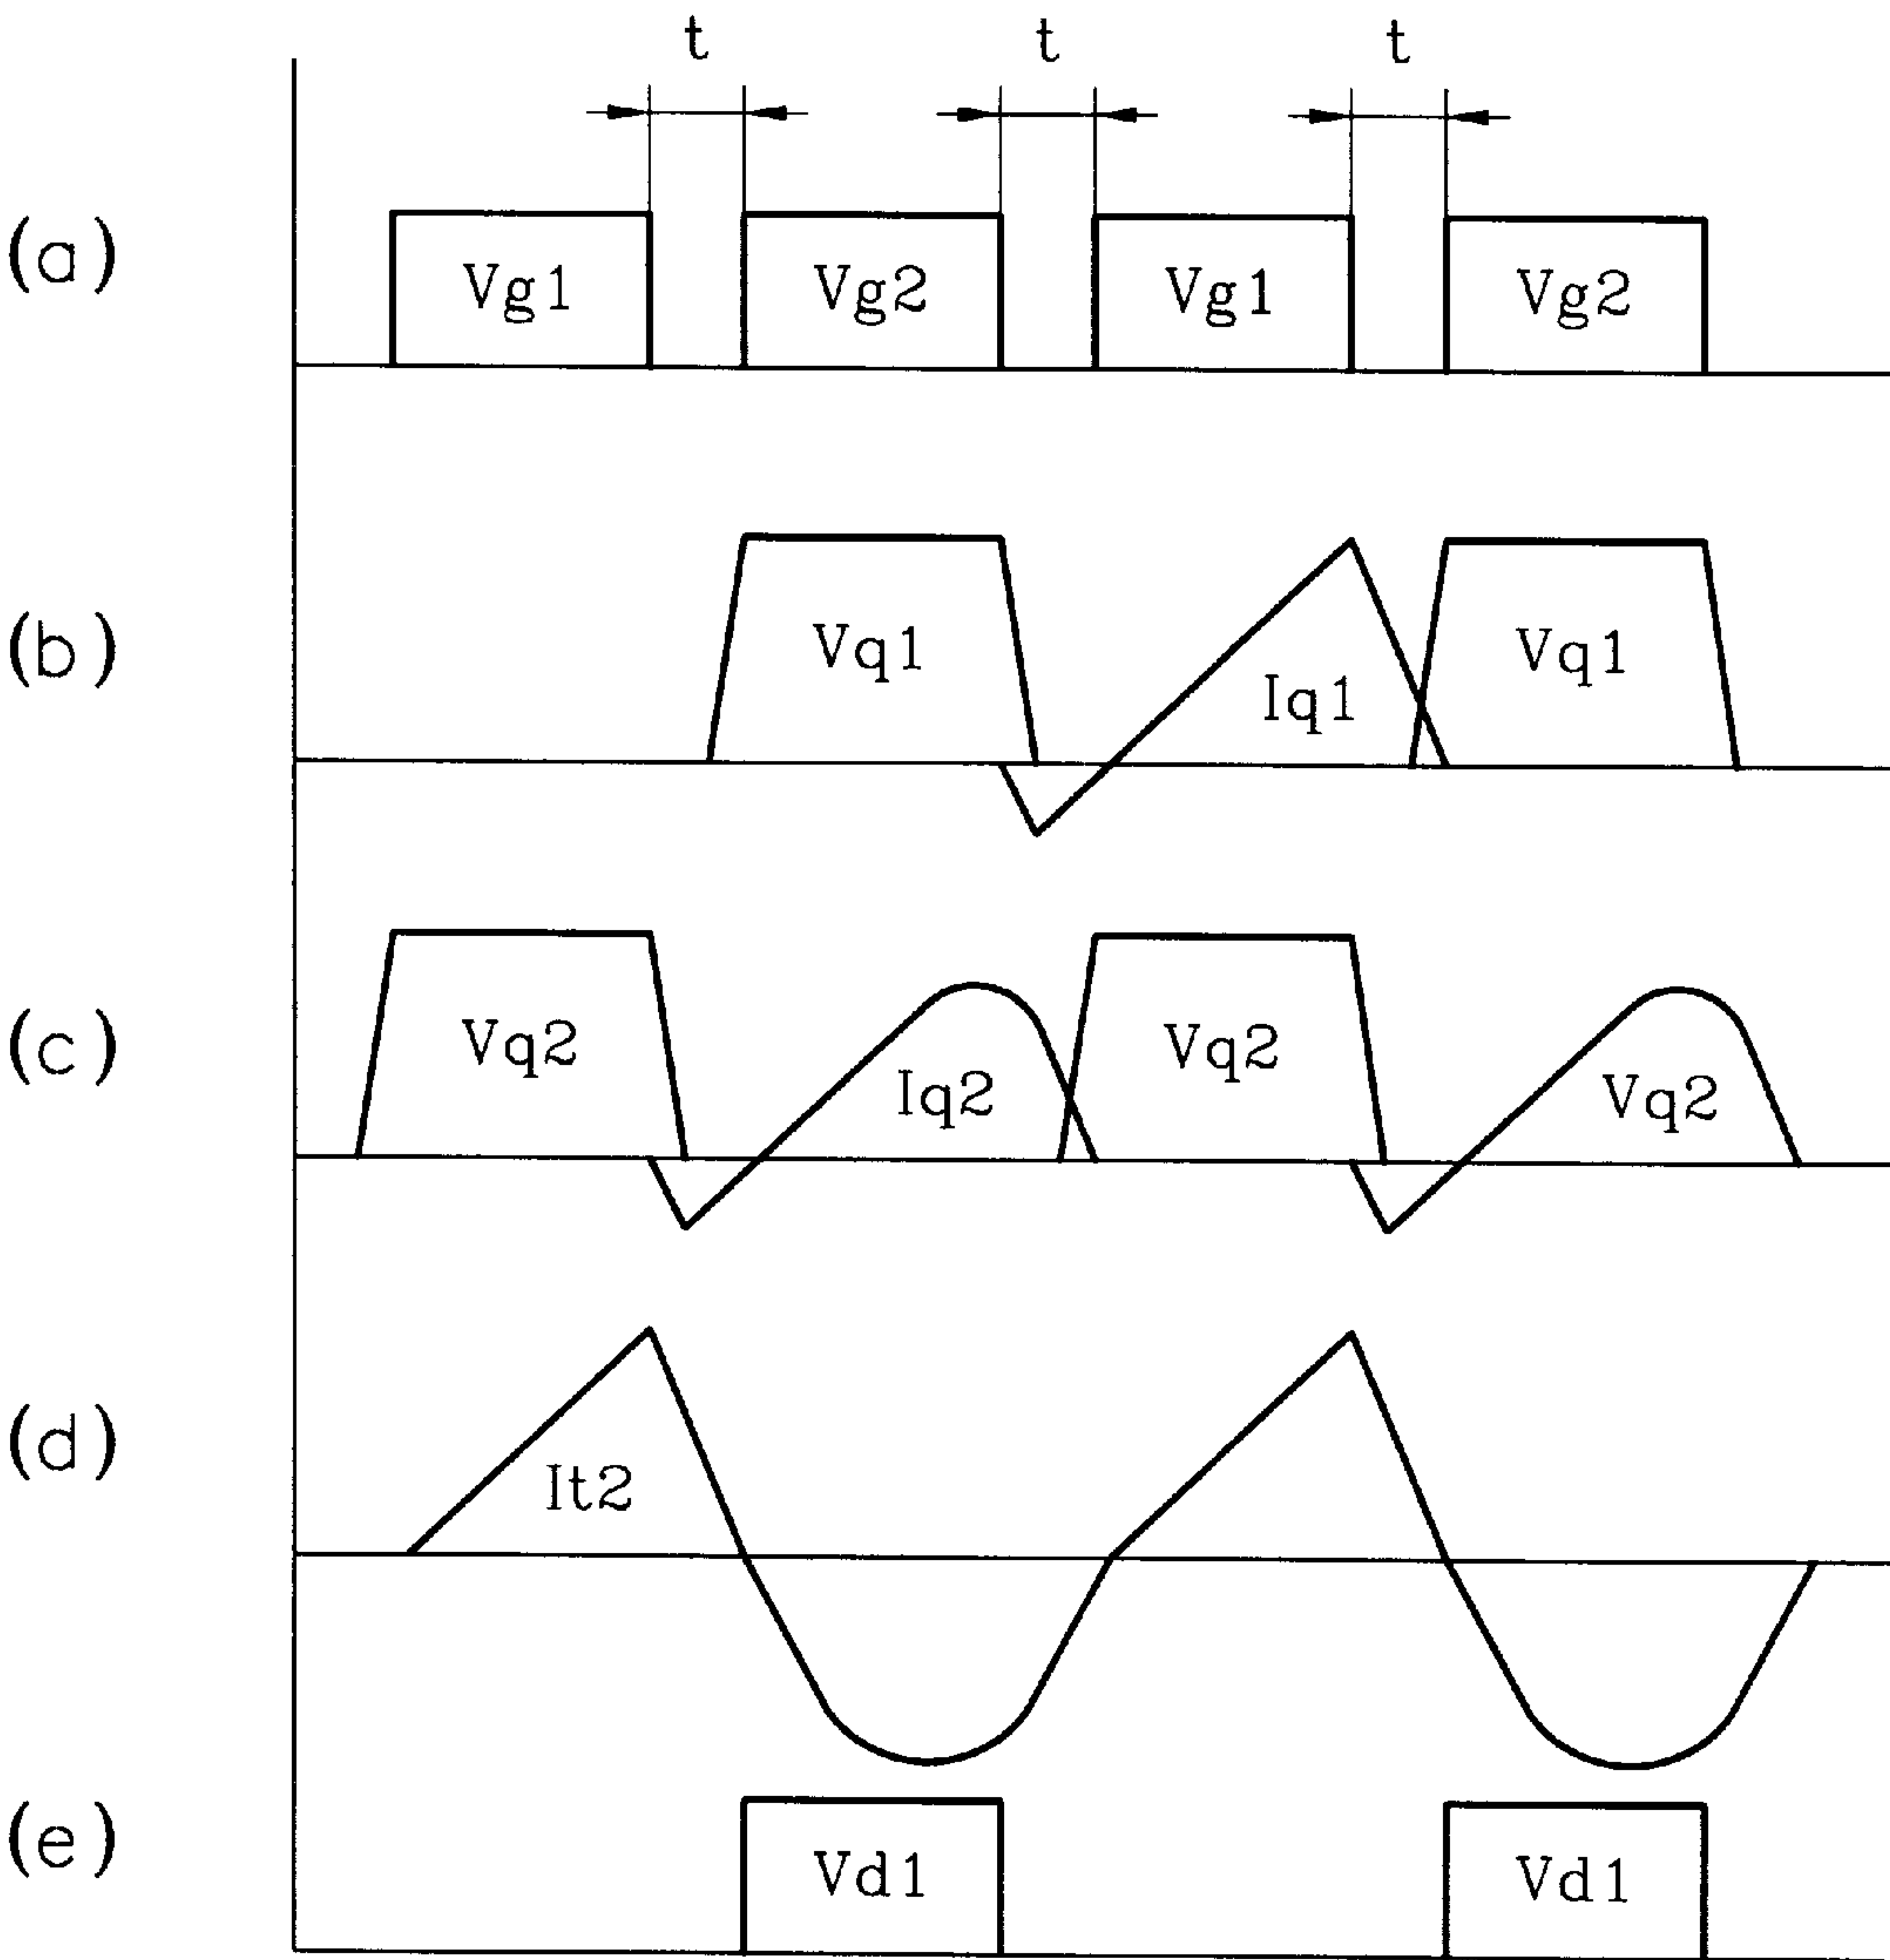 t t t
(a) Vg1 Vg2 Vg1 Vg2
(b) Vq1 Iq1 Vq1
(c) Vq2 Iq2 Vq2 Vq2
(d) It2
(e) Vd1 Vd1